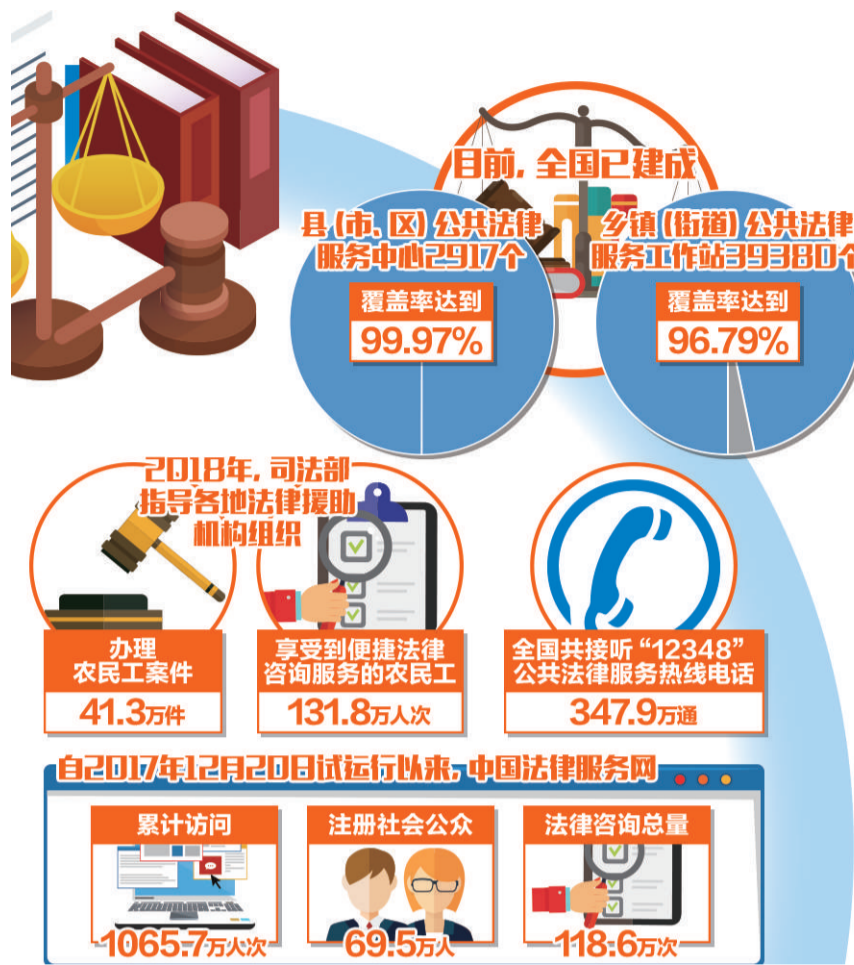 目前,全国已建成
县(市、区)公共法律
服务中心2917个
覆盖率达到
99.97%
乡镇(街道)公共法律
服务工作站39380个
覆盖率达到
96.79%
2018年,司法部
指导各地法律援助
机构组织
办理
农民工案件
41.3万件
享受到便捷法律
咨询服务的农民工
131.8万人次
全国共接听“12348”
公共法律服务热线电话
347.9万通
自2017年12月20日试运行以来,中国法律服务网
累计访问
1065.7万人次
注册社会公众
69.5万人
法律咨询总量
118.6万次